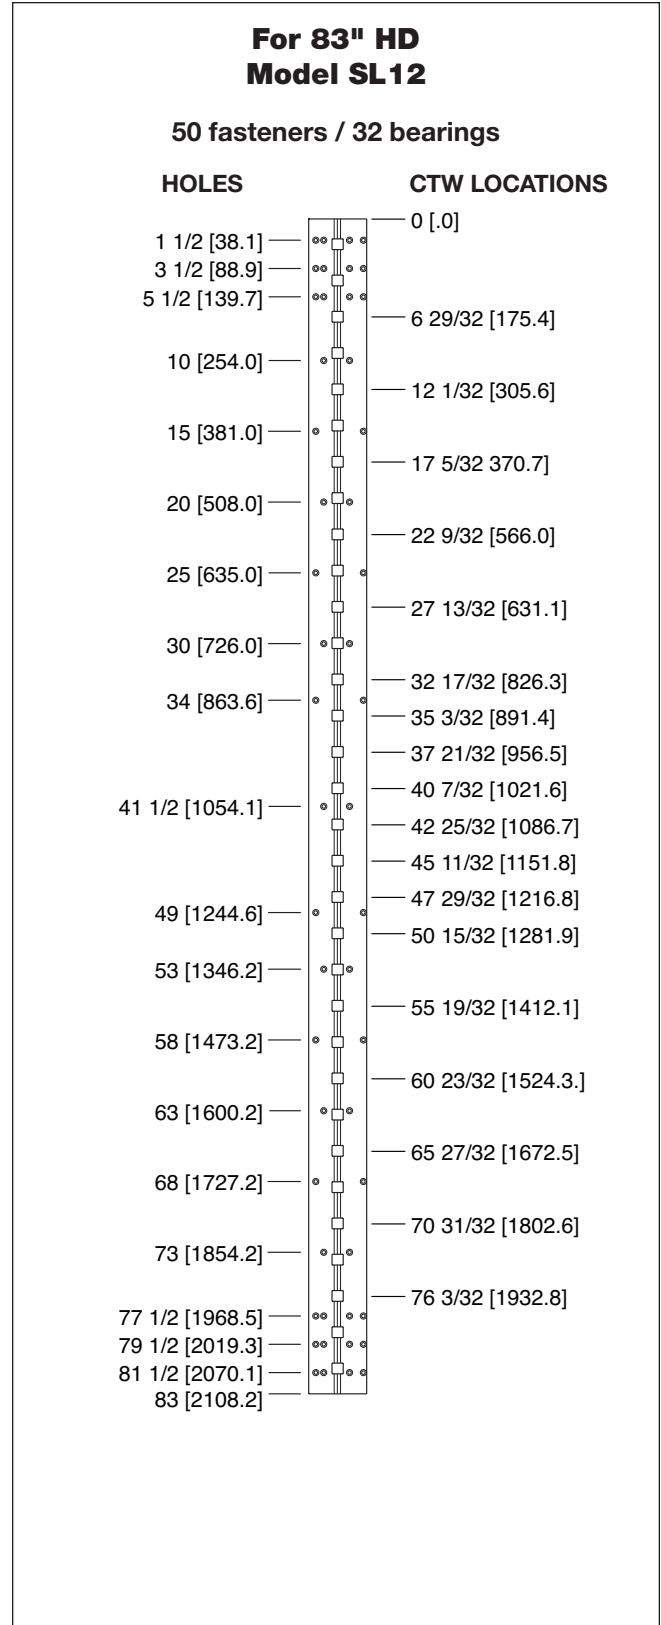 For 83" HD
Model SL12
50 fasteners / 32 bearings
HOLES
CTW LOCATIONS
0 [.0]
1 1/2 [38.1]
3 1/2 [88.9]
5 1/2 [139.7]
6 29/32 [175.4]
10 [254.0]
12 1/32 [305.6]
15 [381.0]
17 5/32 370.7]
20 [508.0]
22 9/32 [566.0]
25 [635.0]
27 13/32 [631.1]
30 [726.0]
32 17/32 [826.3]
34 [863.6]
35 3/32 [891.4]
37 21/32 [956.5]
40 7/32 [1021.6]
41 1/2 [1054.1]
42 25/32 [1086.7]
45 11/32 [1151.8]
47 29/32 [1216.8]
49 [1244.6]
50 15/32 [1281.9]
53 [1346.2]
55 19/32 [1412.1]
58 [1473.2]
60 23/32 [1524.3.]
63 [1600.2]
65 27/32 [1672.5]
68 [1727.2]
70 31/32 [1802.6]
73 [1854.2]
76 3/32 [1932.8]
77 1/2 [1968.5]
79 1/2 [2019.3]
81 1/2 [2070.1]
83 [2108.2]